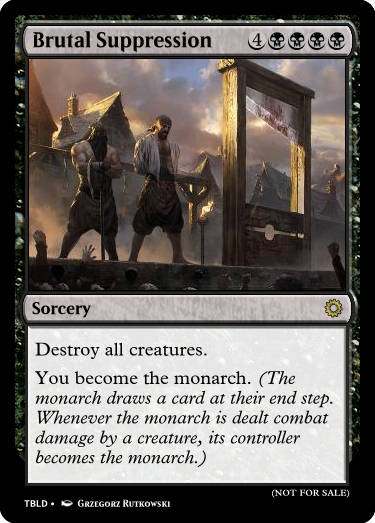 Brutal Suppression 4
Sorcery
Destroy all creatures.
You become the monarch. (The
monarch draws a card at their end step.
Whenever the monarch is dealt combat
damage by a creature, its controller
becomes the monarch.)
(NOT FOR SALE)
TBLD • Grzegorz Rutkowski